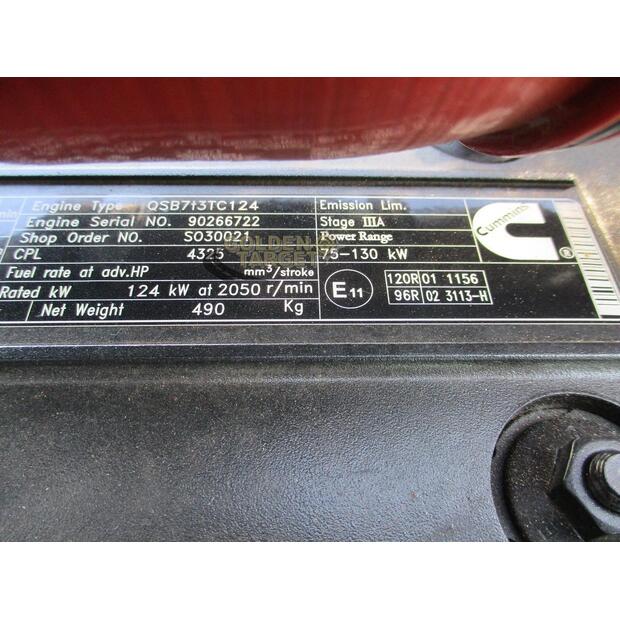 Engine Type QSB7t3TC124
Engine Serial NO. 90266722
Shop Order NO. SO30021
CPL 4325
Fuel rate at adv.HP mm3/stroke
Rated kW 124 kW at 2050 r/min
Net Weight 490 Kg
Emission Lim.
Stage IIIA
Power Range
75-130 kW
E11
120R 01 1156
96R 02 3113-H
Cummins
®
GOLDEN
TARGET